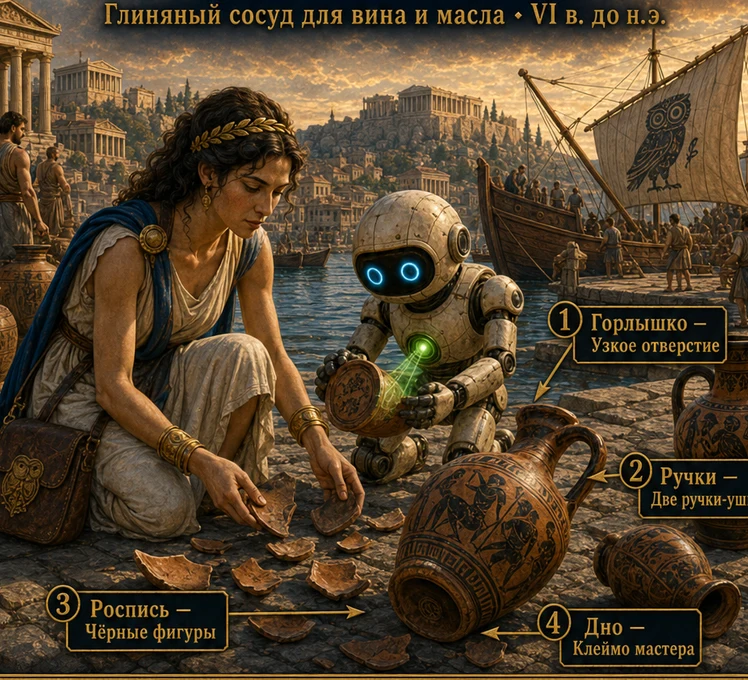 Глиняный сосуд для вина и масла • VI в. до н.э.
1 Горлышко –
Узкое отверстие
2 Ручки –
Две ручки-уш
3 Роспись –
Чёрные фигуры
4 Дно –
Клеймо мастера